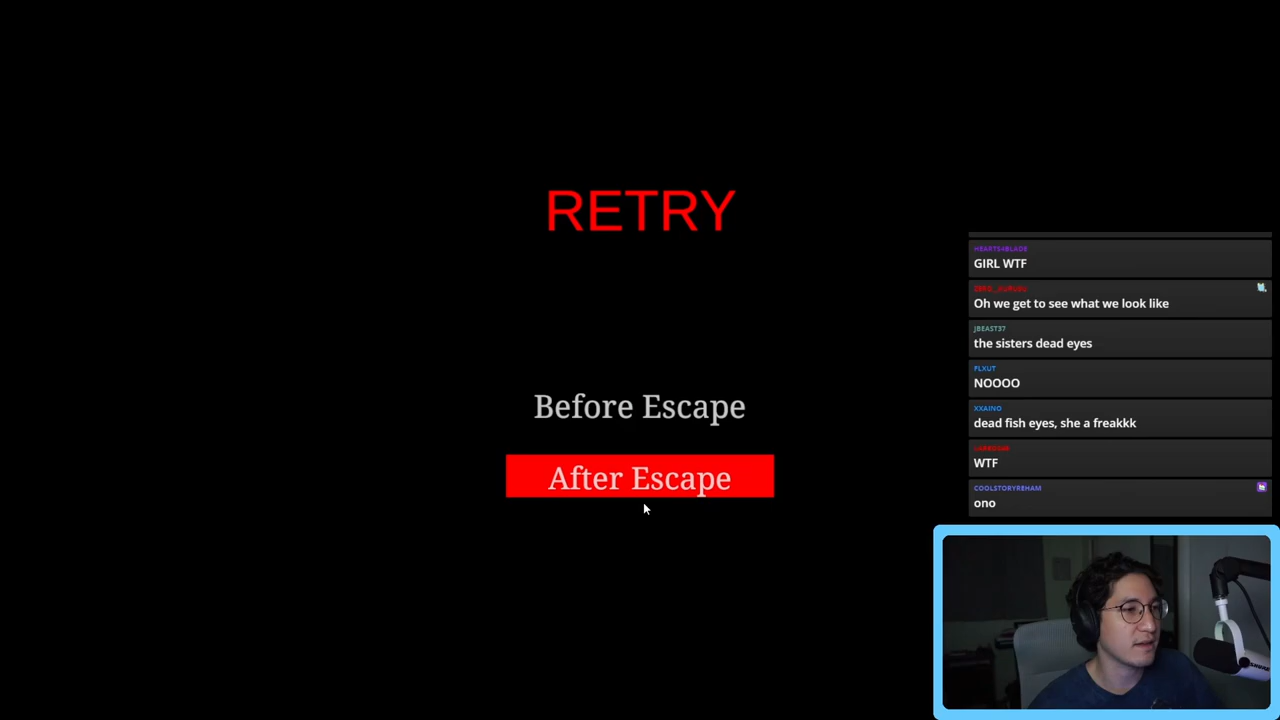 RETRY
Before Escape
After Escape
GIRL WTF
Oh we get to see what we look like
JBEAST37
the sisters dead eyes
FLXUT
NOOOO
XXAINO
dead fish eyes, she a freakkk
WTF
COOLSTORYREHAM
ono